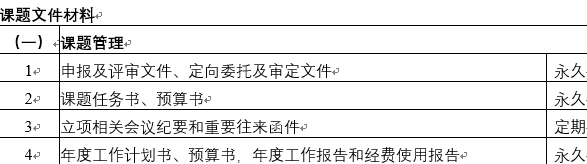 课题文件材料
（一） 课题管理
1 申报及评审文件、定向委托及审定文件 永久
2 课题任务书、预算书 永久
3 立项相关会议纪要和重要往来函件 定期
4 年度工作计划书、预算书，年度工作报告和经费使用报告 永久